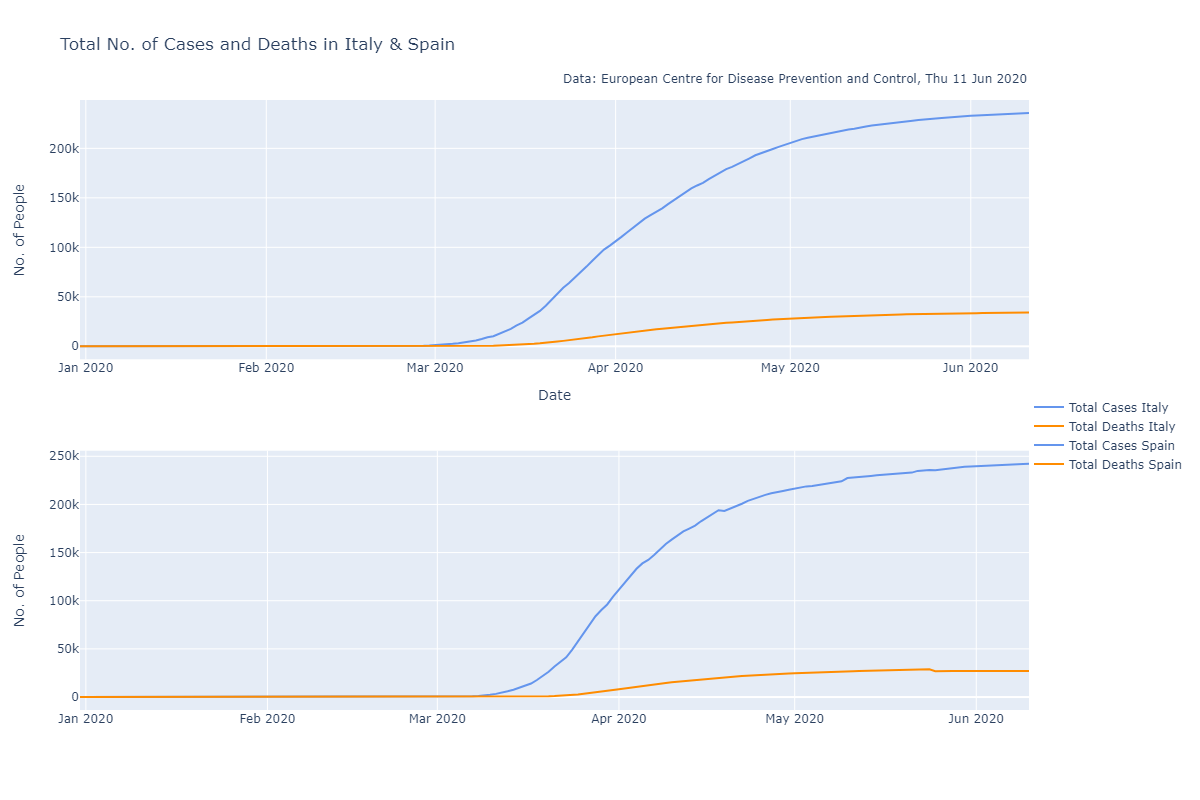 Total No. of Cases and Deaths in Italy & Spain
Data: European Centre for Disease Prevention and Control, Thu 11 Jun 2020
No. of People
200k
150k
100k
50k
0
Jan 2020 Feb 2020 Mar 2020 Apr 2020 May 2020 Jun 2020
Date
Total Cases Italy
Total Deaths Italy
Total Cases Spain
Total Deaths Spain
No. of People
250k
200k
150k
100k
50k
0
Jan 2020 Feb 2020 Mar 2020 Apr 2020 May 2020 Jun 2020